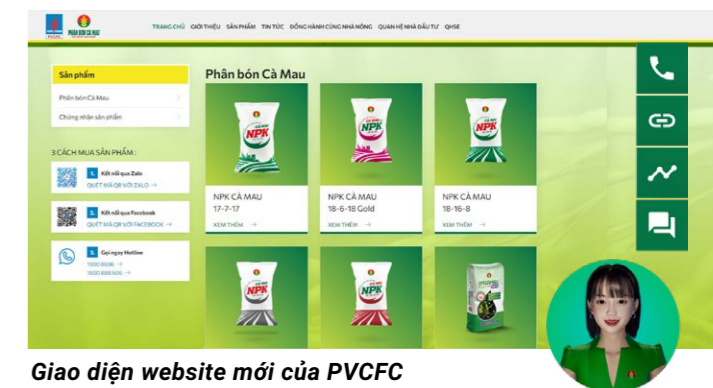 PHÂN BÓN CÀ MAU
TRANG CHỦ GIỚI THIỆU SẢN PHẨM TIN TỨC ĐỒNG HÀNH CÙNG NHÀ NÔNG QUAN HỆ NHÀ ĐẦU TƯ QHSE
Sản phẩm
Phân bón Cà Mau
Chứng nhận sản phẩm
3 CÁCH MUA SẢN PHẨM:
1. Kết nối qua Zalo
QUÉT MÃ QR VỚI ZALO →
2. Kết nối qua Facebook
QUÉT MÃ QR VỚI FACEBOOK →
3. Gọi ngay Hotline
1800 8686 →
1800 888 606 →
Phân bón Cà Mau
NPK
NPK
NPK
NPK CÀ MAU
17-7-17
XEM THÊM →
NPK CÀ MAU
18-6-18 Gold
XEM THÊM →
NPK CÀ MAU
18-16-8
XEM THÊM →
NPK
NPK
Giao diện website mới của PVCFC